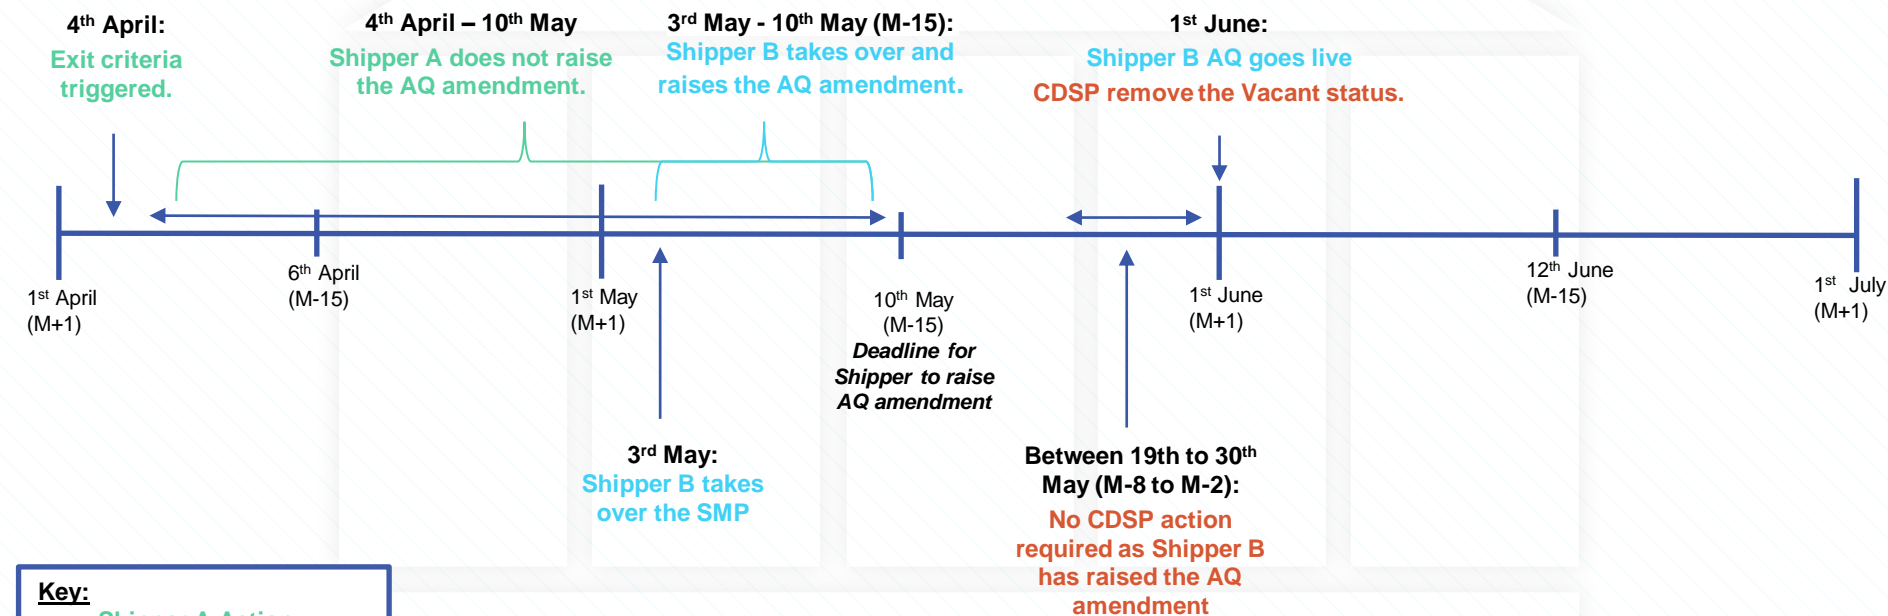 4th April:
Exit criteria
triggered.
4th April – 10th May
Shipper A does not raise
the AQ amendment.
3rd May - 10th May (M-15):
Shipper B takes over and
raises the AQ amendment.
1st June:
Shipper B AQ goes live
CDSP remove the Vacant status.
1st April
(M+1)
6th April
(M-15)
1st May
(M+1)
10th May
(M-15)
Deadline for
Shipper to raise
AQ amendment
1st June
(M+1)
12th June
(M-15)
1st July
(M+1)
3rd May:
Shipper B takes
over the SMP
Between 19th to 30th
May (M-8 to M-2):
No CDSP action
required as Shipper B
has raised the AQ
amendment
Key:
Shipper A Action